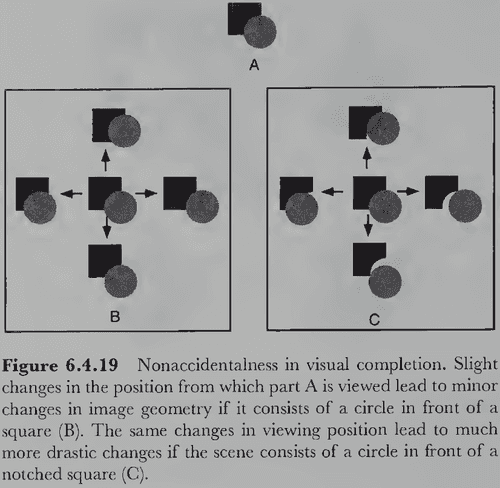 A
B
C
Figure 6.4.19 Nonaccidentalness in visual completion. Slight
changes in the position from which part A is viewed lead to minor
changes in image geometry if it consists of a circle in front of a
square (B). The same changes in viewing position lead to much
more drastic changes if the scene consists of a circle in front of a
notched square (C).